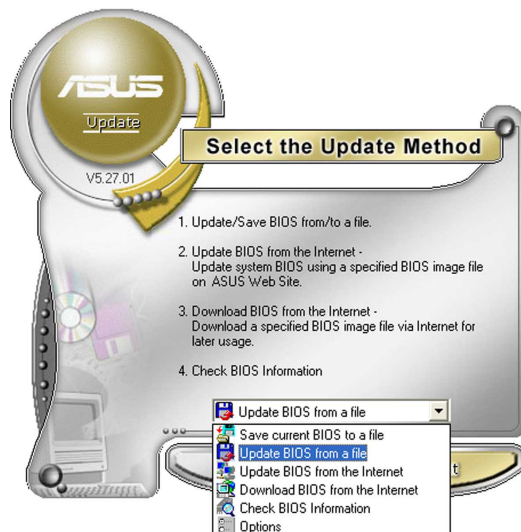 ASUS
Update
V5.27.01
Select the Update Method
1. Update/Save BIOS from/to a file.
2. Update BIOS from the Internet -
Update system BIOS using a specified BIOS image file
on ASUS Web Site.
3. Download BIOS from the Internet -
Download a specified BIOS image file via Internet for
later usage.
4. Check BIOS Information
Update BIOS from a file
Save current BIOS to a file
Update BIOS from a file
Update BIOS from the Internet
Download BIOS from the Internet
Check BIOS Information
Options